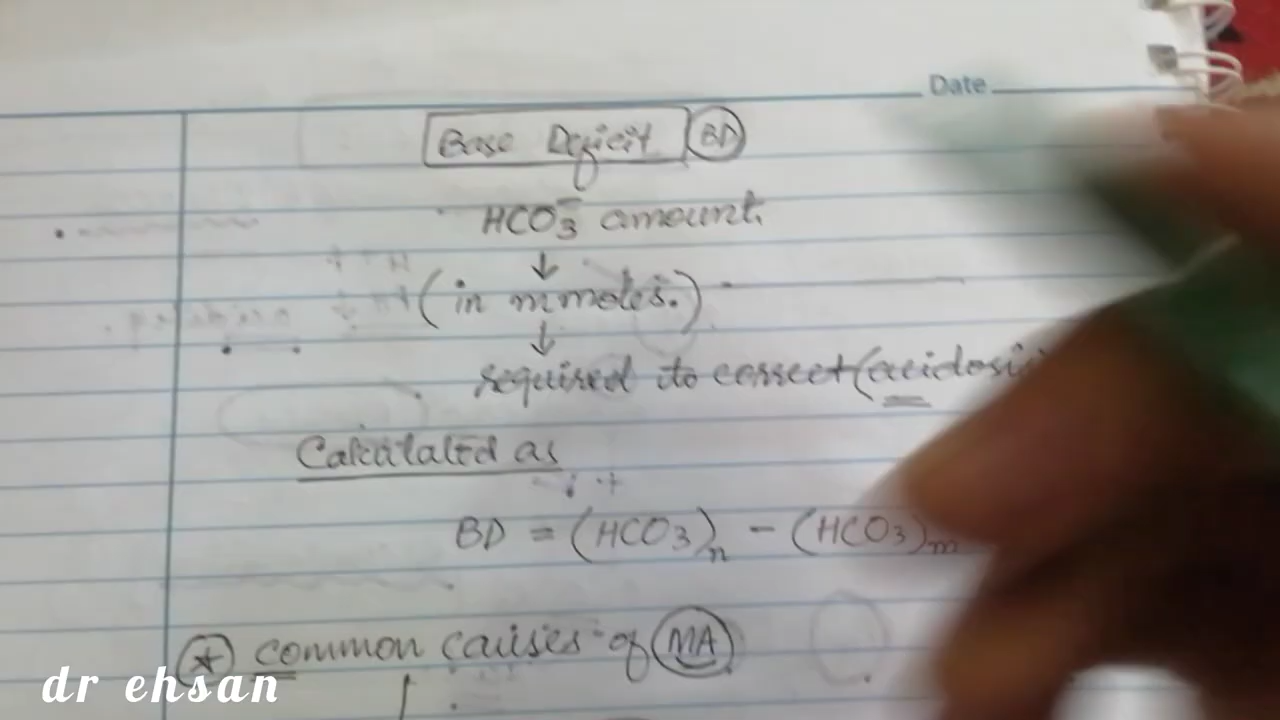 Date
Base Deficit BD
HCO3⁻ amount.
↓
(in mmoles.)
↓
required to correct (acidosis
Calculated as
BD = (HCO3)n - (HCO3)m
★ common causes of MA
dr ehsan